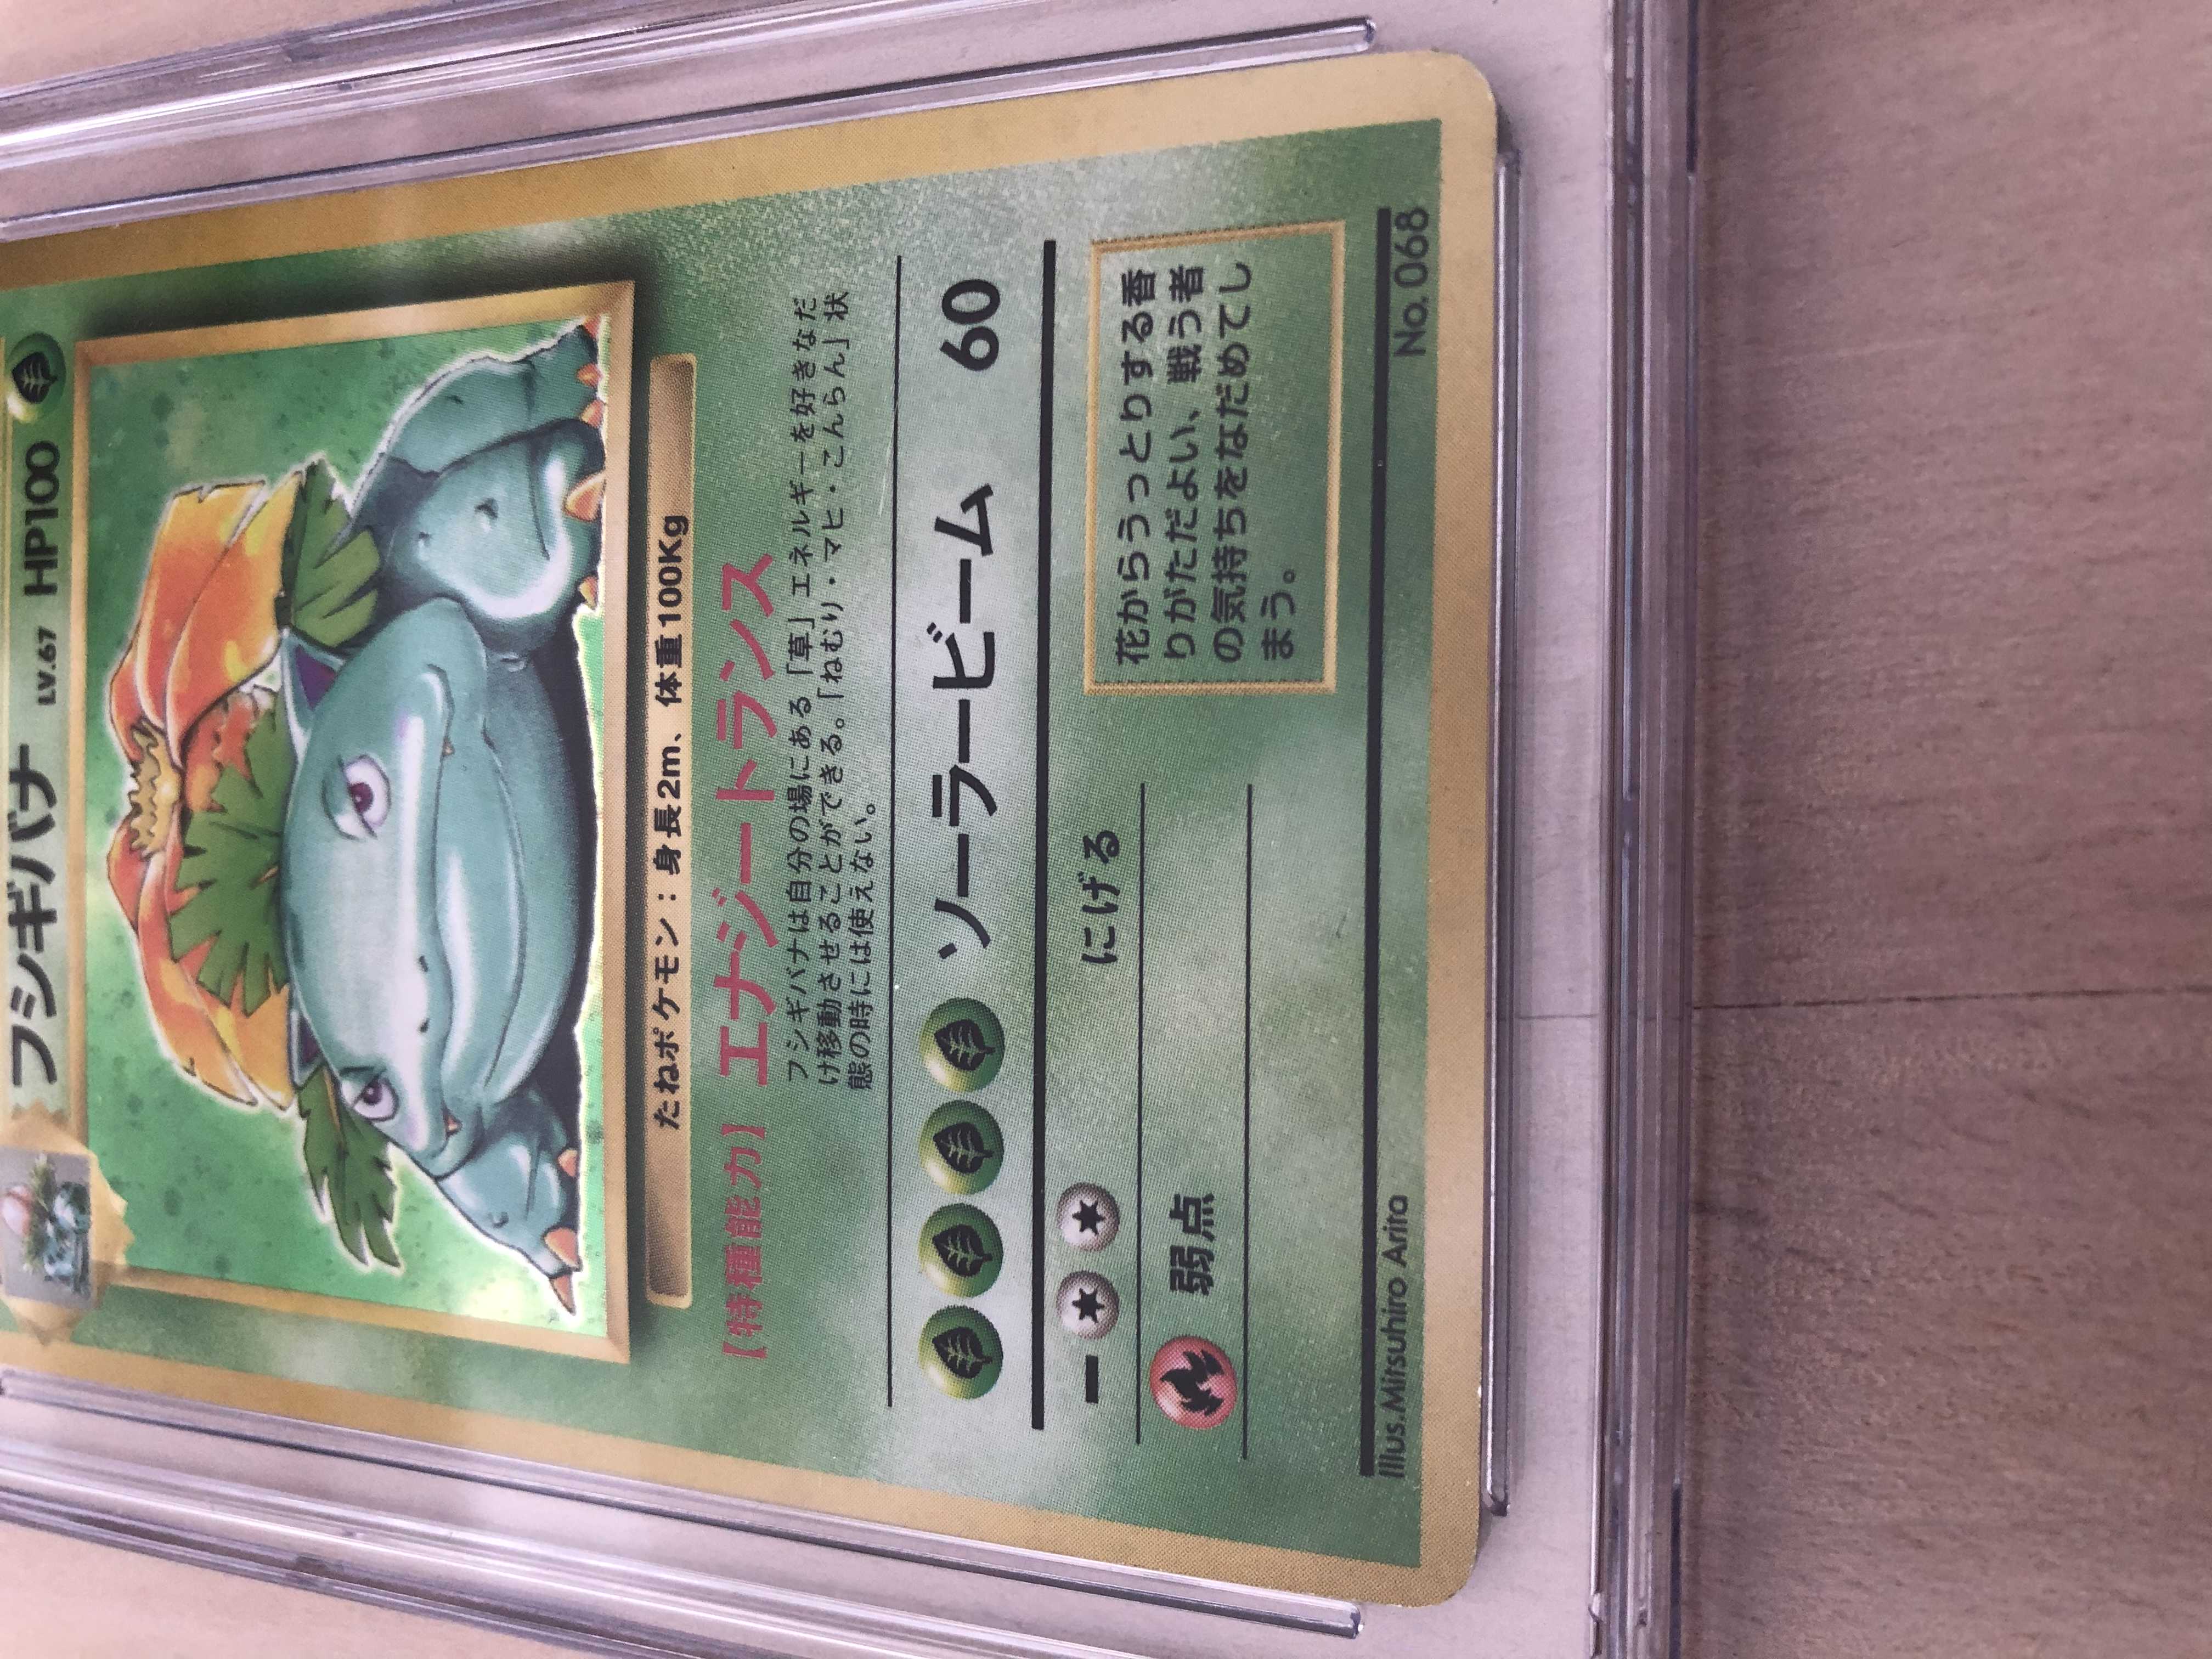 フシギバナ LV.67 HP100
たねポケモン：身長2m、体重100Kg
【特種能力】エナジートランス
フシギバナは自分の場にある「草」エネルギーを好きなだ
け移動させることができる。「ねむり・マヒ・こんらん」状
態の時には使えない。
ソーラービーム 60
ー にげる
弱点
花からうっとりする香
りがただよい、戦う者
の気持ちをなだめてし
まう。
Illus.Mitsuhiro Arita No.068